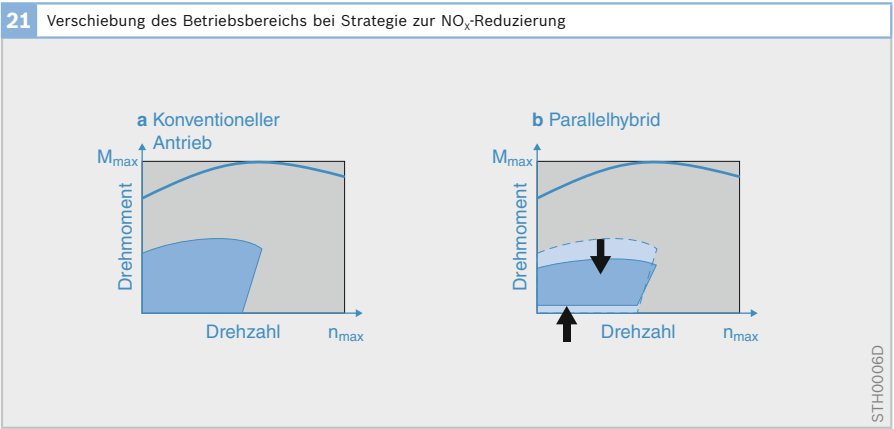 21 Verschiebung des Betriebsbereichs bei Strategie zur NOx-Reduzierung
a Konventioneller
Antrieb
Mmax
Drehmoment
Drehzahl
nmax
b Parallelhybrid
Mmax
Drehmoment
Drehzahl
nmax
STH0006D